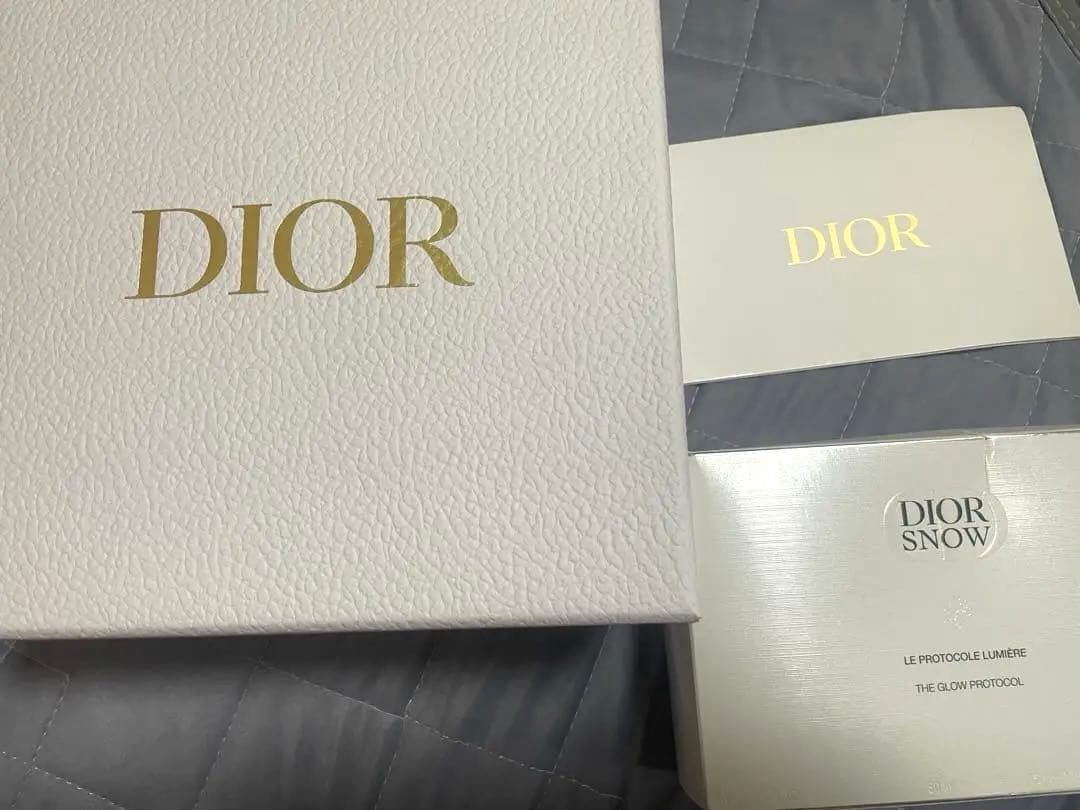 DIOR
DIOR
DIOR
SNOW
LE PROTOCOLE LUMIÈRE
THE GLOW PROTOCOL